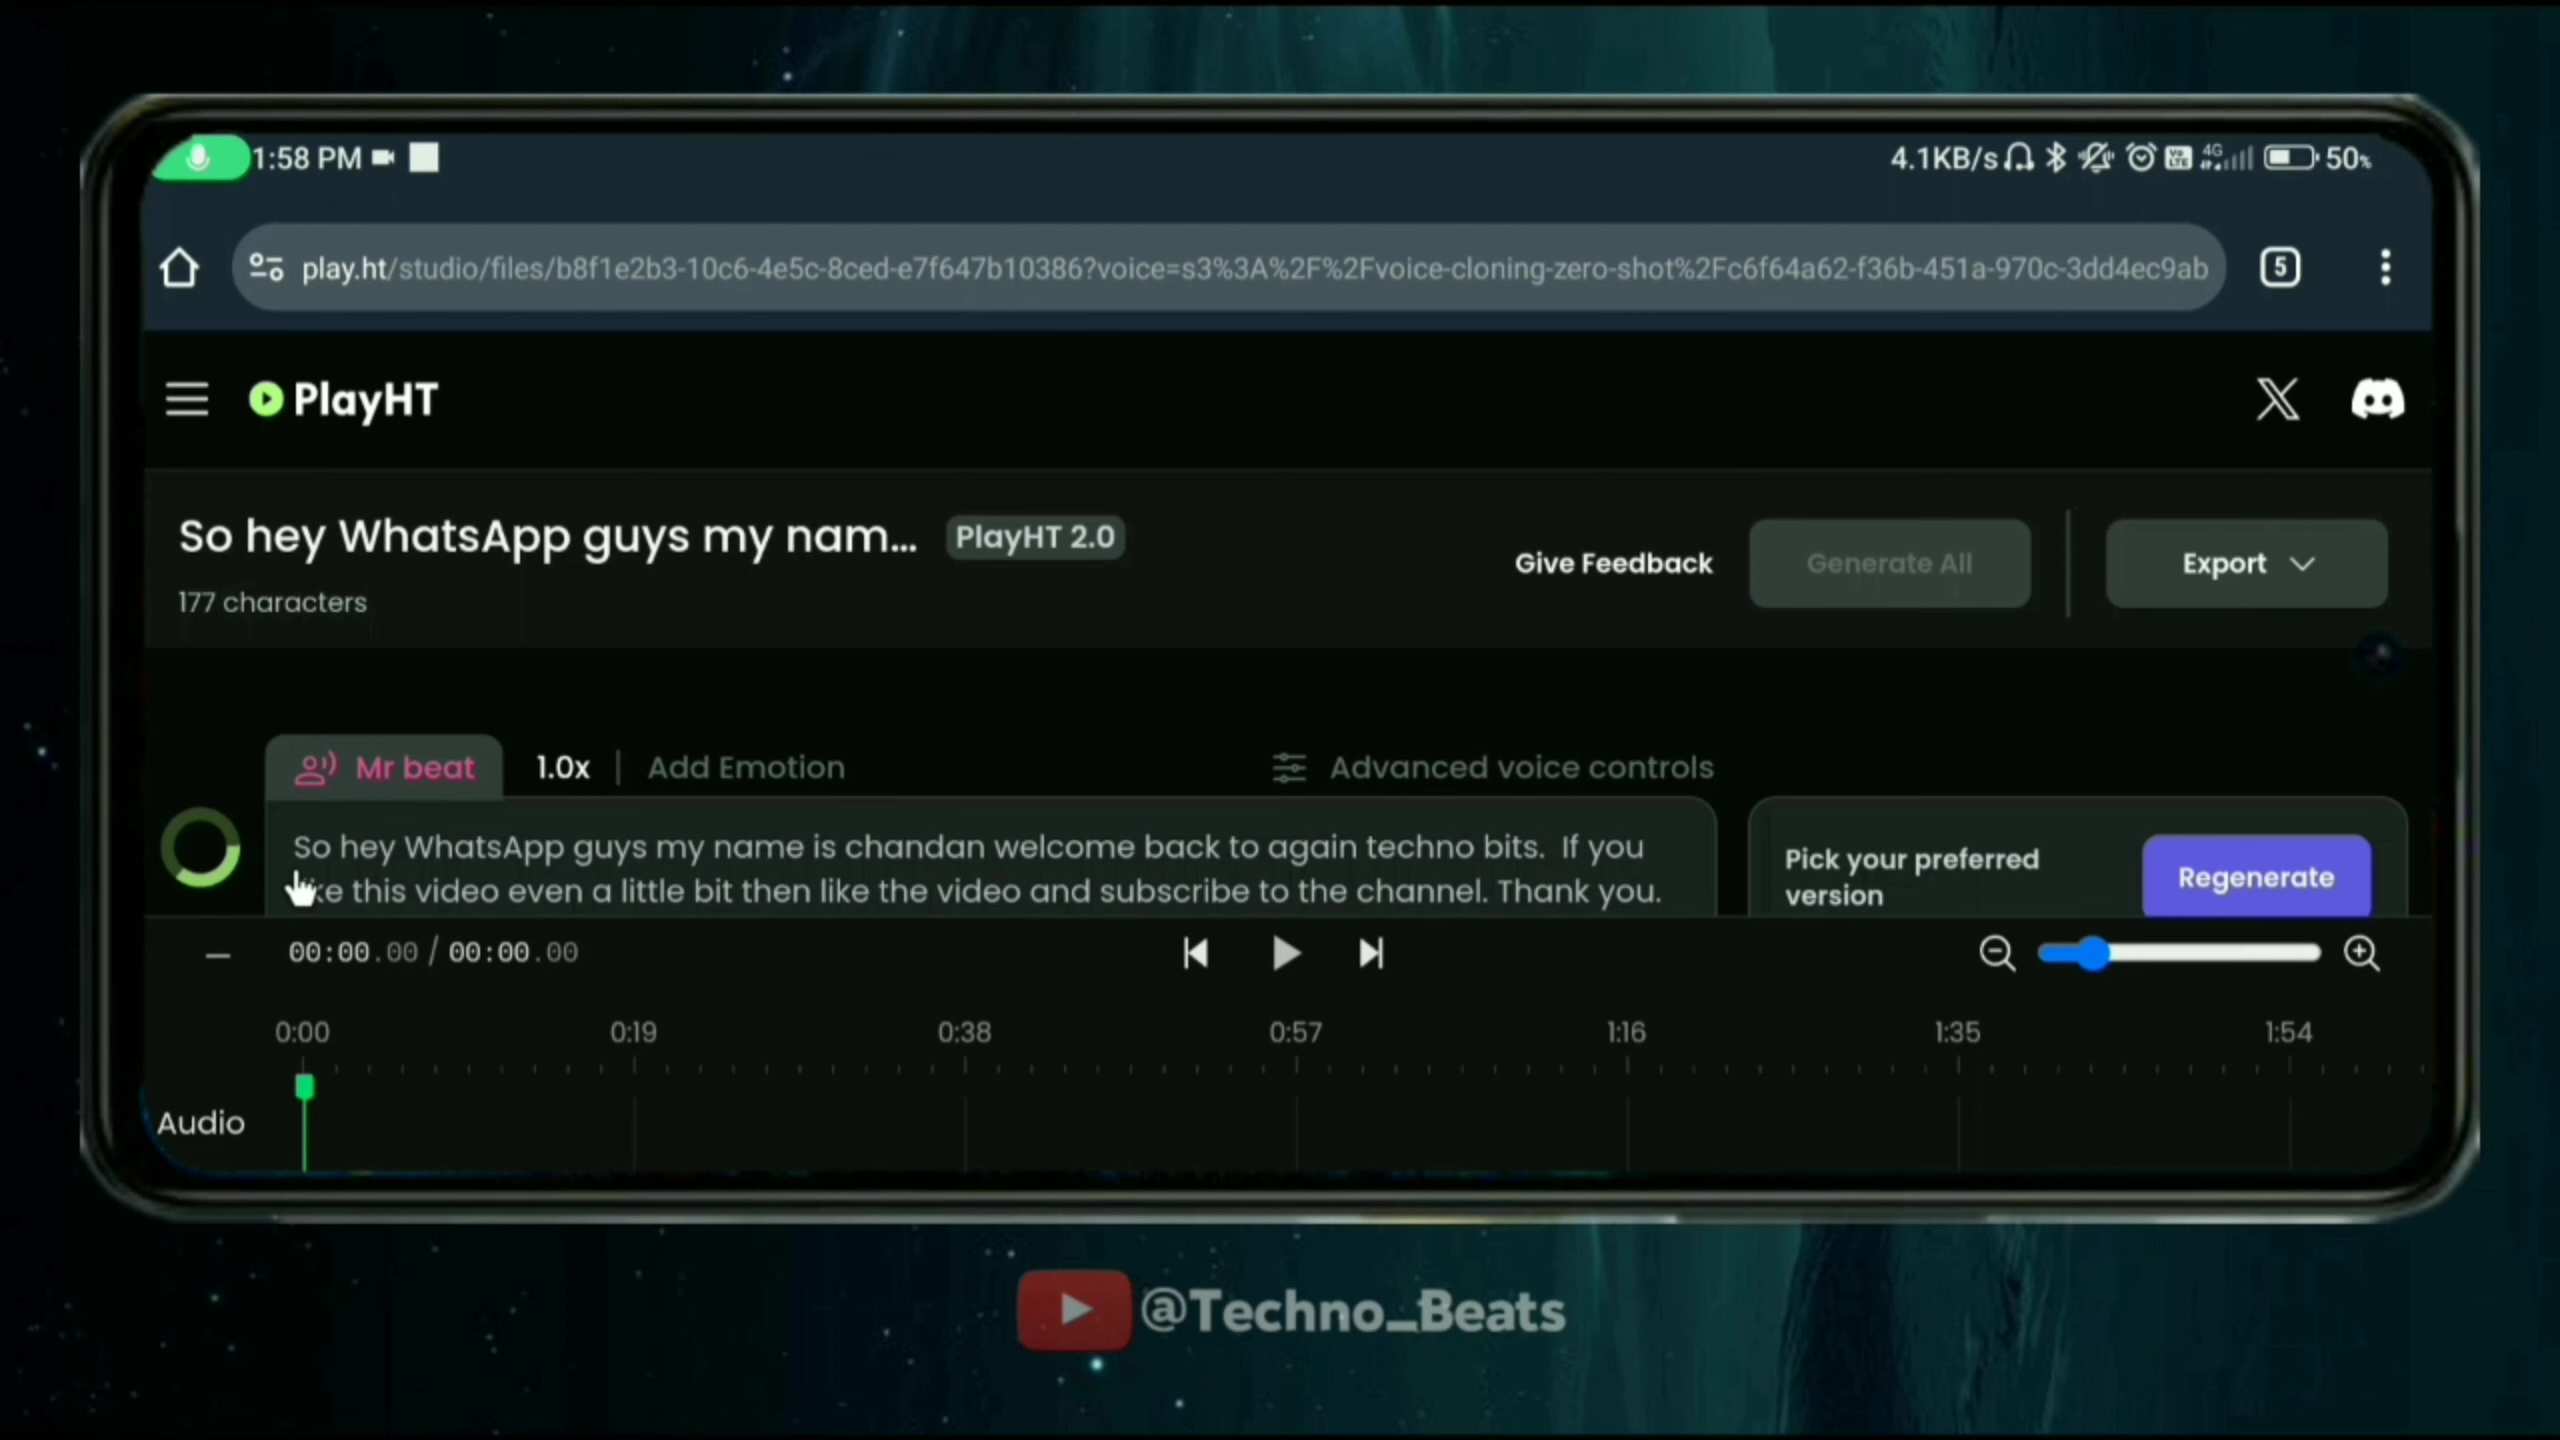 1:58 PM
4.1KB/s 4G 50%
play.ht/studio/files/b8f1e2b3-10c6-4e5c-8ced-e7f647b10386?voice=s3%3A%2F%2Fvoice-cloning-zero-shot%2Fc6f64a62-f36b-451a-970c-3dd4ec9ab
5
PlayHT
So hey WhatsApp guys my nam... PlayHT 2.0
177 characters
Give Feedback
Generate All
Export
Mr beat 1.0x Add Emotion
Advanced voice controls
So hey WhatsApp guys my name is chandan welcome back to again techno bits. If you
ke this video even a little bit then like the video and subscribe to the channel. Thank you.
Pick your preferred
version
Regenerate
00:00.00 / 00:00.00
0:00 0:19 0:38 0:57 1:16 1:35 1:54
Audio
@Techno_Beats